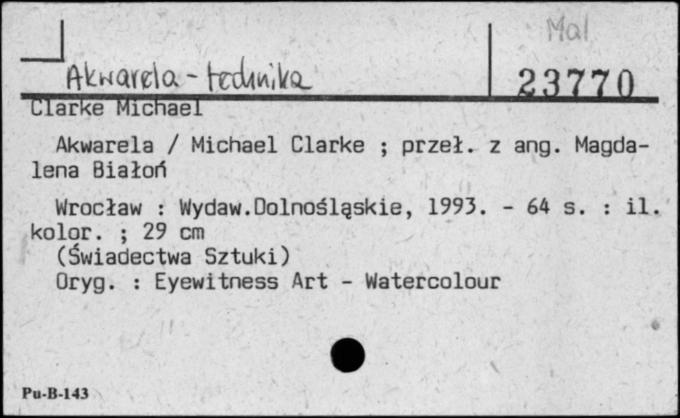 Mal
Akwarela - technika
23770
Clarke Michael
Akwarela / Michael Clarke ; przeł. z ang. Magda-
lena Białoń
Wrocław : Wydaw.Dolnośląskie, 1993. - 64 s. : il.
kolor. ; 29 cm
(Świadectwa Sztuki)
Oryg. : Eyewitness Art - Watercolour
Pu-B-143